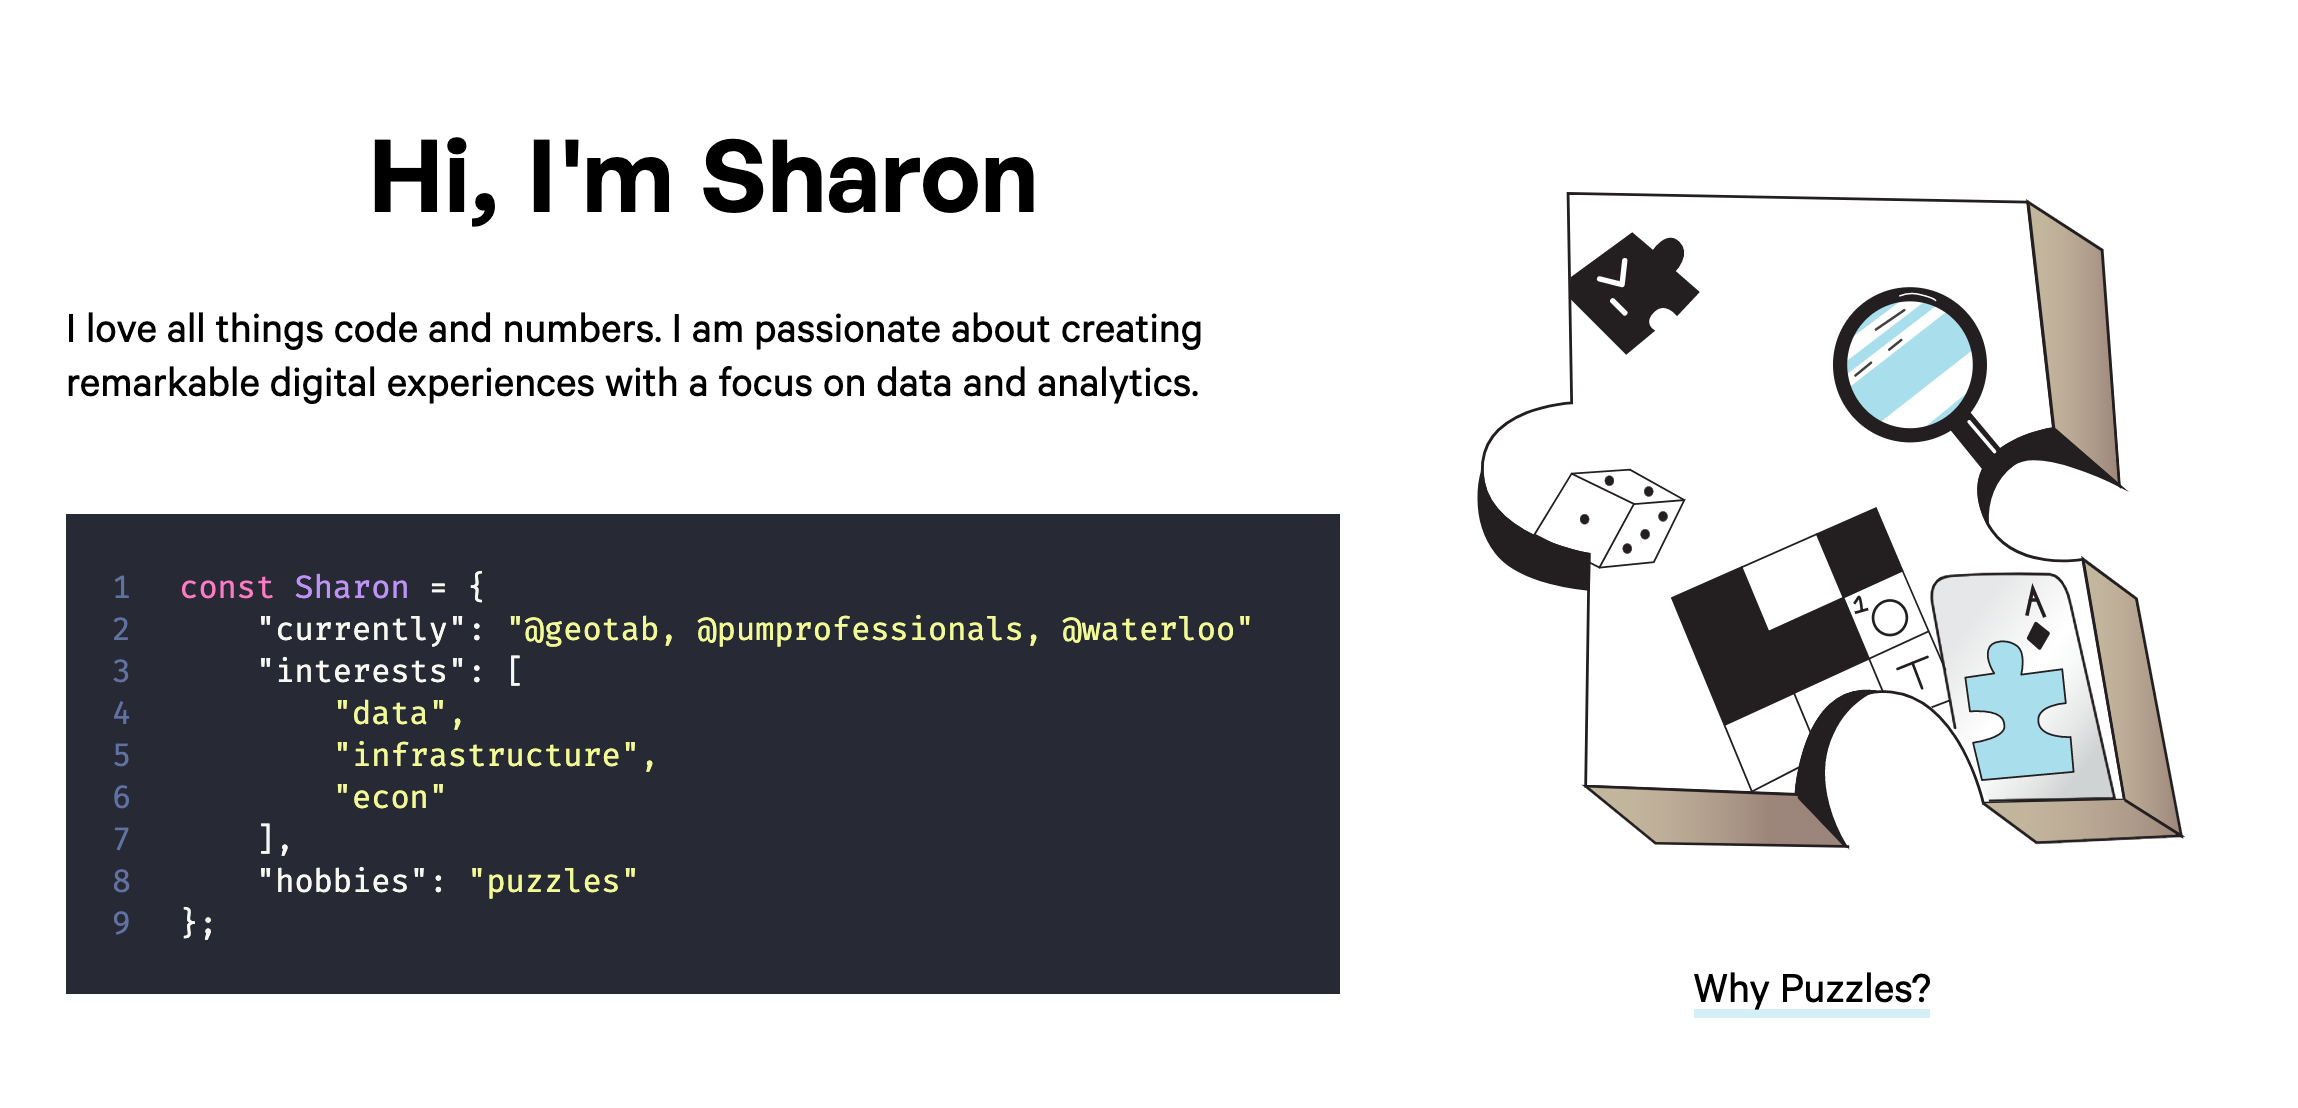 Hi, I'm Sharon
I love all things code and numbers. I am passionate about creating
remarkable digital experiences with a focus on data and analytics.
1 const Sharon = {
2 "currently": "@geotab, @pumprofessionals, @waterloo"
3 "interests": [
4 "data",
5 "infrastructure",
6 "econ"
7 ],
8 "hobbies": "puzzles"
9 };
1 O
T
A
Why Puzzles?